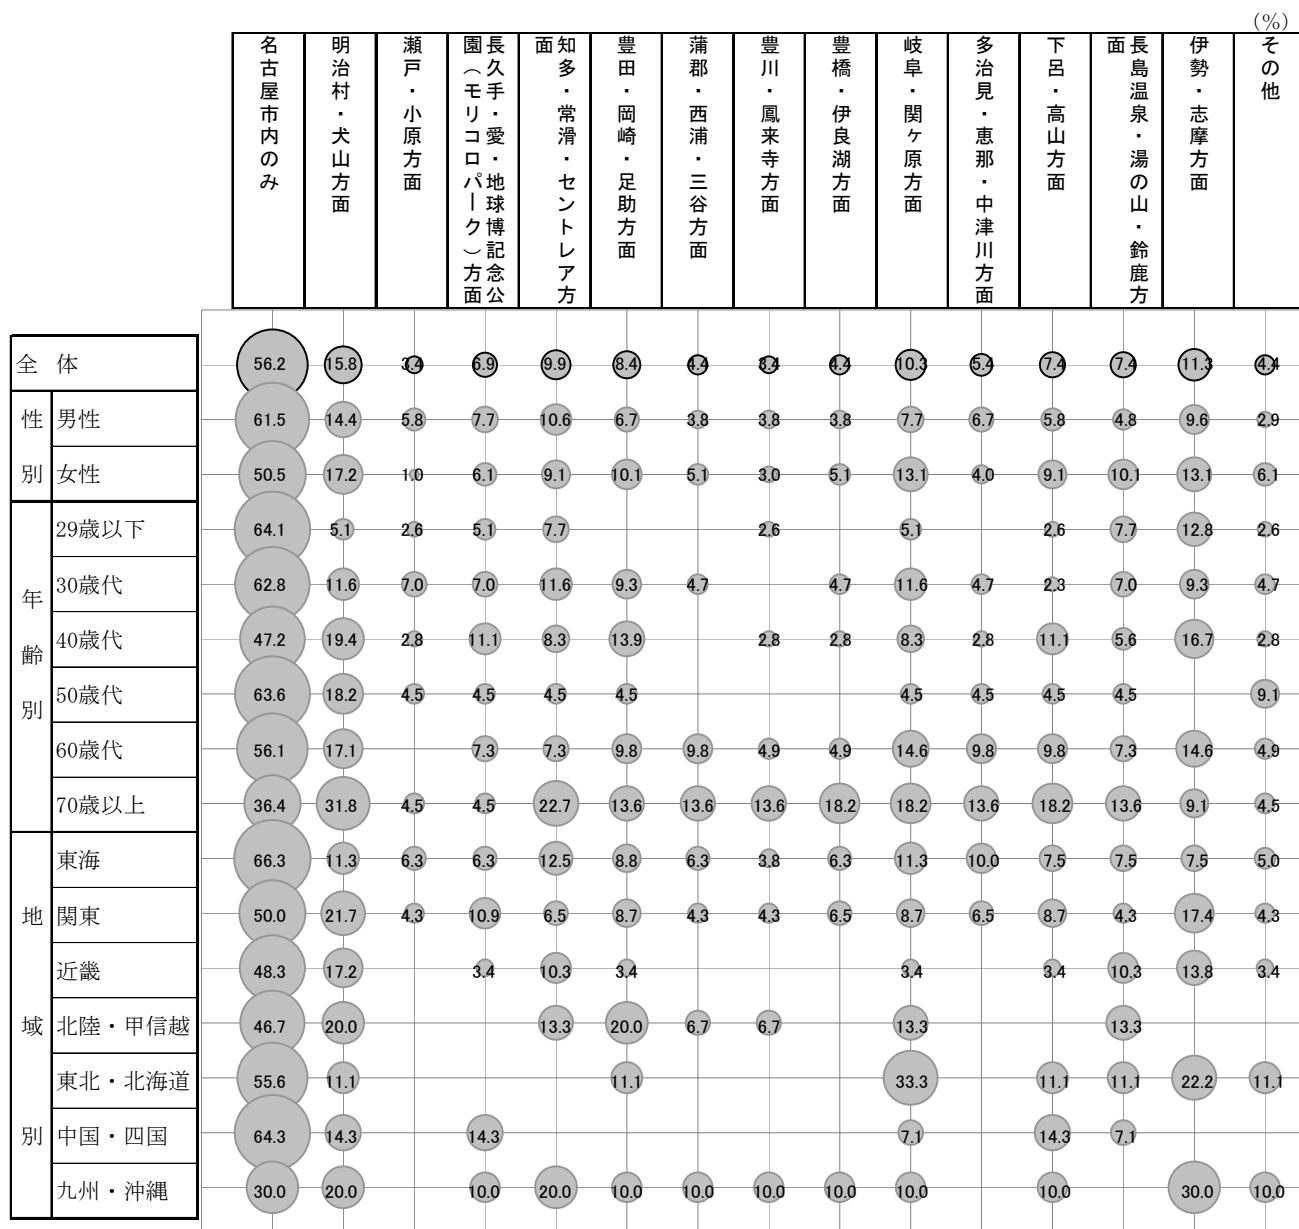 (%)
名古屋市内のみ
明治村・犬山方面
瀬戸・小原方面
長久手・愛・地球博記念公
園（モリコロパーク）方面
知多・常滑・セントレア方
面
豊田・岡崎・足助方面
蒲郡・西浦・三谷方面
豊川・鳳来寺方面
豊橋・伊良湖方面
岐阜・関ヶ原方面
多治見・恵那・中津川方面
下呂・高山方面
長島温泉・湯の山・鈴鹿方
面
伊勢・志摩方面
その他
全 体 56.2 15.8 3.4 6.9 9.9 8.4 4.4 3.4 4.4 10.3 5.4 7.4 7.4 11.3 4.4
性別
男性 61.5 14.4 5.8 7.7 10.6 6.7 3.8 3.8 3.8 7.7 6.7 5.8 4.8 9.6 2.9
女性 50.5 17.2 1.0 6.1 9.1 10.1 5.1 3.0 5.1 13.1 4.0 9.1 10.1 13.1 6.1
年齢別
29歳以下 64.1 5.1 2.6 5.1 7.7 2.6 5.1 2.6 7.7 12.8 2.6
30歳代 62.8 11.6 7.0 7.0 11.6 9.3 4.7 4.7 11.6 4.7 2.3 7.0 9.3 4.7
40歳代 47.2 19.4 2.8 11.1 8.3 13.9 2.8 2.8 8.3 2.8 11.1 5.6 16.7 2.8
50歳代 63.6 18.2 4.5 4.5 4.5 4.5 4.5 4.5 4.5 4.5 9.1
60歳代 56.1 17.1 7.3 7.3 9.8 9.8 4.9 4.9 14.6 9.8 9.8 7.3 14.6 4.9
70歳以上 36.4 31.8 4.5 4.5 22.7 13.6 13.6 13.6 18.2 18.2 13.6 18.2 13.6 9.1 4.5
地域別
東海 66.3 11.3 6.3 6.3 12.5 8.8 6.3 3.8 6.3 11.3 10.0 7.5 7.5 7.5 5.0
関東 50.0 21.7 4.3 10.9 6.5 8.7 4.3 4.3 6.5 8.7 6.5 8.7 4.3 17.4 4.3
近畿 48.3 17.2 3.4 10.3 3.4 3.4 3.4 10.3 13.8 3.4
北陸・甲信越 46.7 20.0 13.3 20.0 6.7 6.7 13.3 13.3
東北・北海道 55.6 11.1 11.1 33.3 11.1 11.1 22.2 11.1
中国・四国 64.3 14.3 14.3 7.1 14.3 7.1
九州・沖縄 30.0 20.0 10.0 20.0 10.0 10.0 10.0 10.0 10.0 10.0 30.0 10.0